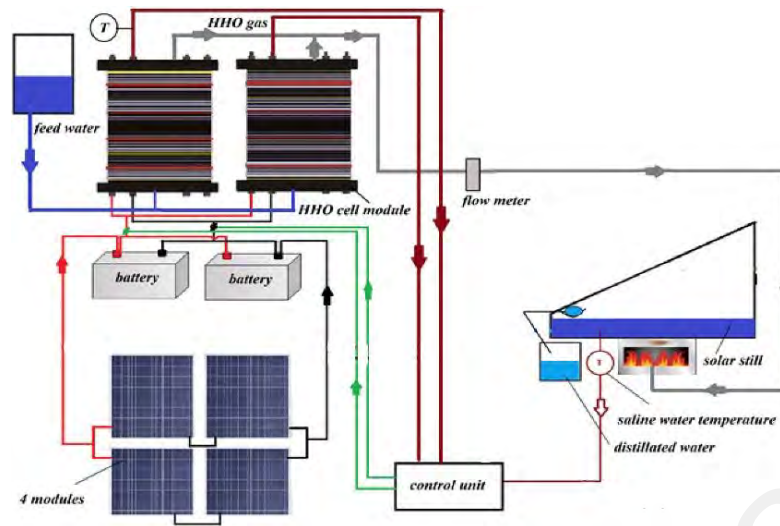 T
HHO gas
feed water
HHO cell module
flow meter
battery
battery
solar still
T
saline water temperature
distillated water
4 modules
control unit